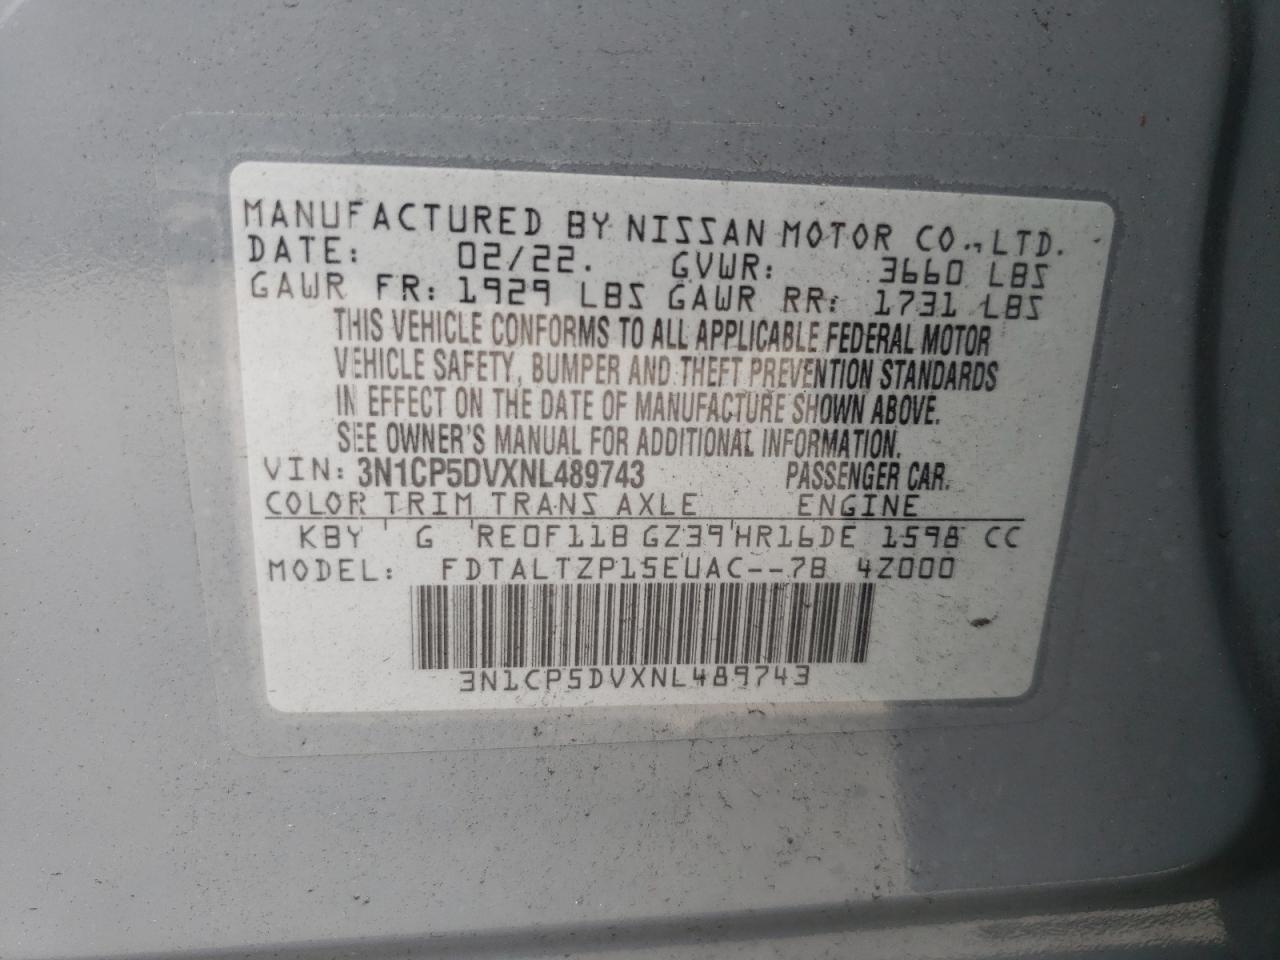 MANUFACTURED BY NISSAN MOTOR CO., LTD.
DATE: 02/22. GVWR: 3660 LBS
GAWR FR: 1929 LBS GAWR RR: 1731 LBS
THIS VEHICLE CONFORMS TO ALL APPLICABLE FEDERAL MOTOR
VEHICLE SAFETY, BUMPER AND THEFT PREVENTION STANDARDS
IN EFFECT ON THE DATE OF MANUFACTURE SHOWN ABOVE.
SEE OWNER'S MANUAL FOR ADDITIONAL INFORMATION.
VIN: 3N1CP5DVXNL489743 PASSENGER CAR.
COLOR TRIM TRANS AXLE ENGINE
KBY G RE0F11B GZ39 HR16DE 1598 CC
MODEL: FDTALTZP15EUAC--7B 4Z000
3N1CP5DVXNL489743